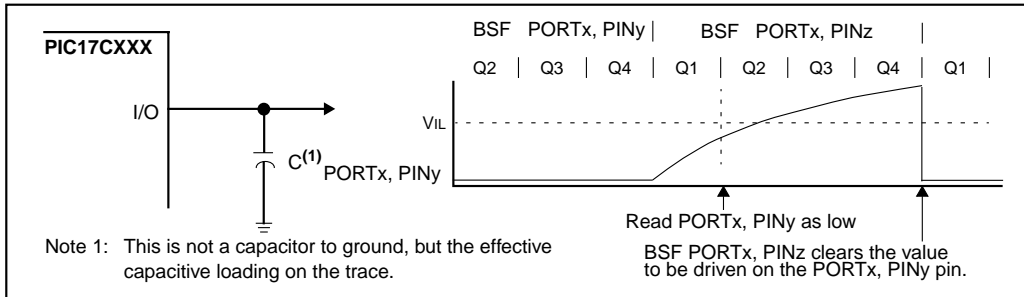 PIC17CXXX
I/O
C(1)
Note 1: This is not a capacitor to ground, but the effective
capacitive loading on the trace.
BSF PORTx, PINy | BSF PORTx, PINz |
Q2 | Q3 | Q4 | Q1 | Q2 | Q3 | Q4 | Q1 |
VIL
PORTx, PINy
Read PORTx, PINy as low
BSF PORTx, PINz clears the value
to be driven on the PORTx, PINy pin.